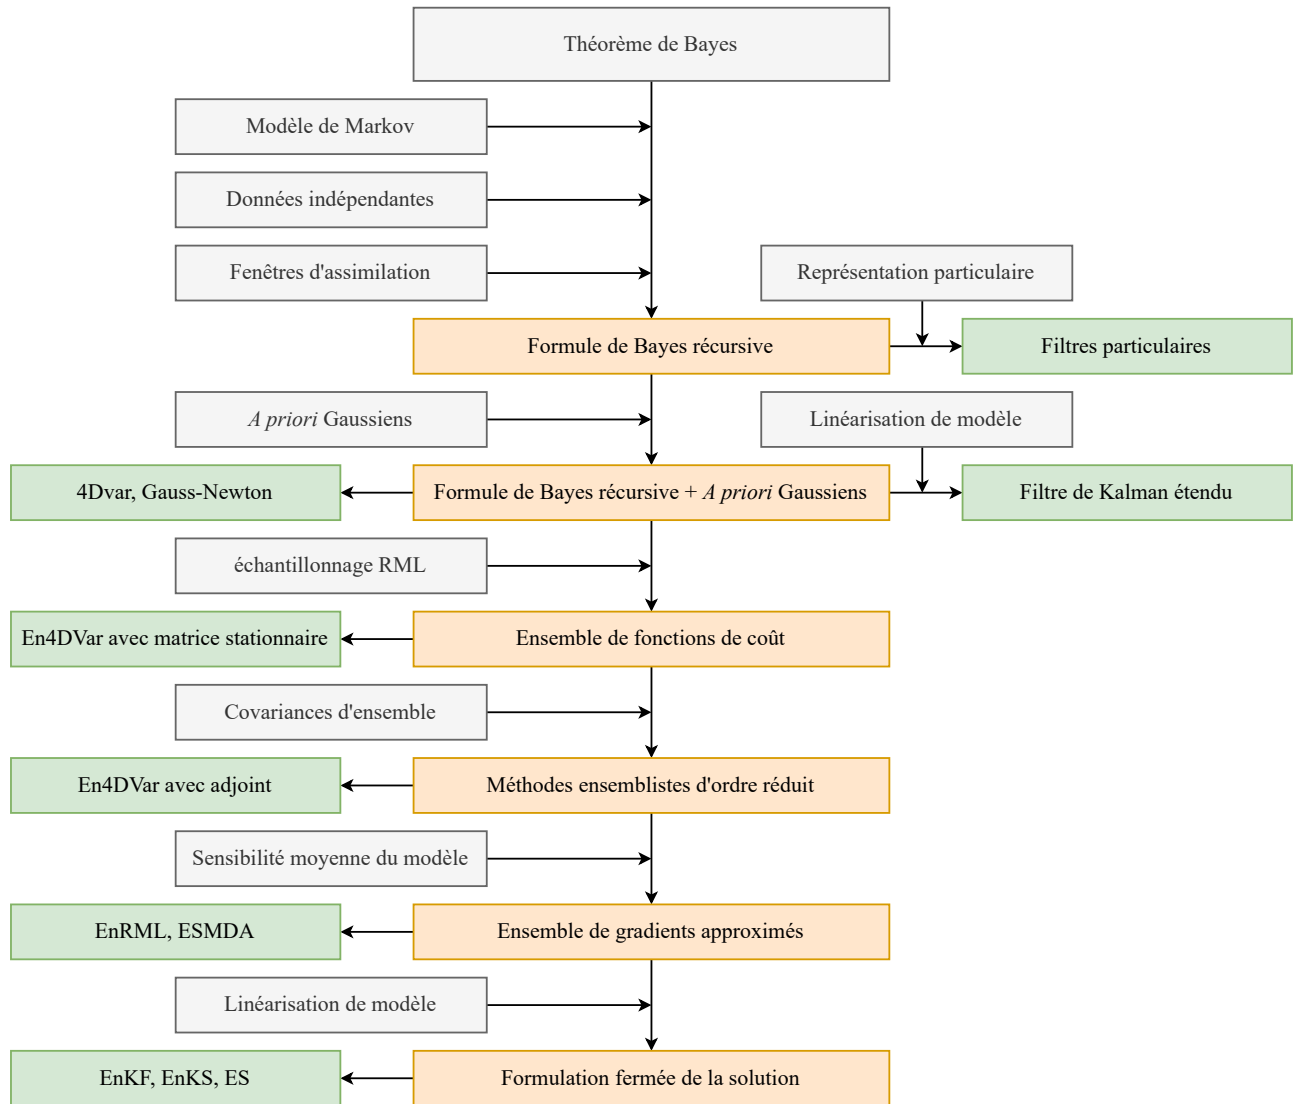 Théorème de Bayes
Modèle de Markov
Données indépendantes
Fenêtres d'assimilation
Représentation particulaire
Formule de Bayes récursive
Filtres particulaires
A priori Gaussiens
Linéarisation de modèle
4Dvar, Gauss-Newton
Formule de Bayes récursive + A priori Gaussiens
Filtre de Kalman étendu
échantillonnage RML
En4DVar avec matrice stationnaire
Ensemble de fonctions de coût
Covariances d'ensemble
En4DVar avec adjoint
Méthodes ensemblistes d'ordre réduit
Sensibilité moyenne du modèle
EnRML, ESMDA
Ensemble de gradients approximés
Linéarisation de modèle
EnKF, EnKS, ES
Formulation fermée de la solution